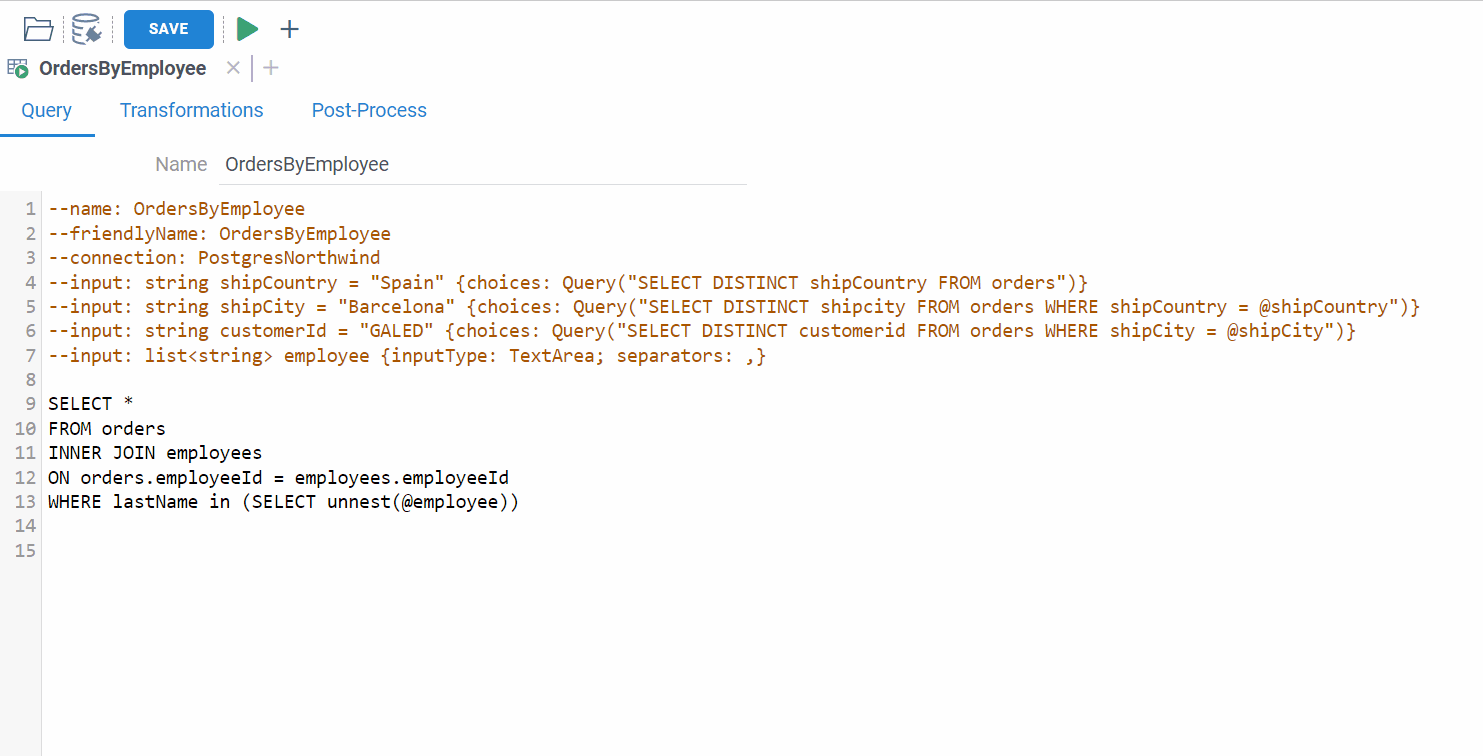 SAVE
OrdersByEmployee
Query Transformations Post-Process
Name OrdersByEmployee
1 --name: OrdersByEmployee
2 --friendlyName: OrdersByEmployee
3 --connection: PostgresNorthwind
4 --input: string shipCountry = "Spain" {choices: Query("SELECT DISTINCT shipCountry FROM orders")}
5 --input: string shipCity = "Barcelona" {choices: Query("SELECT DISTINCT shipcity FROM orders WHERE shipCountry = @shipCountry")}
6 --input: string customerId = "GALED" {choices: Query("SELECT DISTINCT customerid FROM orders WHERE shipCity = @shipCity")}
7 --input: list<string> employee {inputType: TextArea; separators: ,}
8
9 SELECT *
10 FROM orders
11 INNER JOIN employees
12 ON orders.employeeId = employees.employeeId
13 WHERE lastName in (SELECT unnest(@employee))
14
15